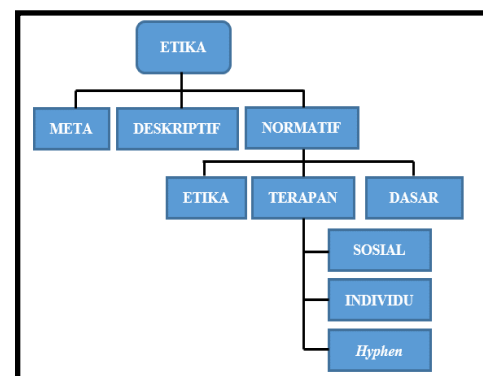 ETIKA
META
DESKRIPTIF
NORMATIF
ETIKA
TERAPAN
DASAR
SOSIAL
INDIVIDU
Hyphen